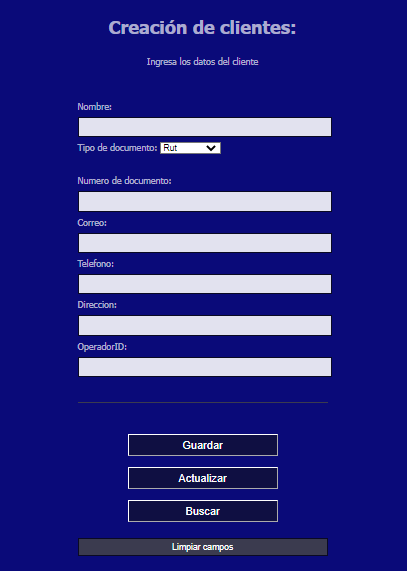 Creación de clientes:
Ingresa los datos del cliente
Nombre:
Tipo de documento: Rut
Numero de documento:
Correo:
Telefono:
Direccion:
OperadorID:
Guardar
Actualizar
Buscar
Limpiar campos